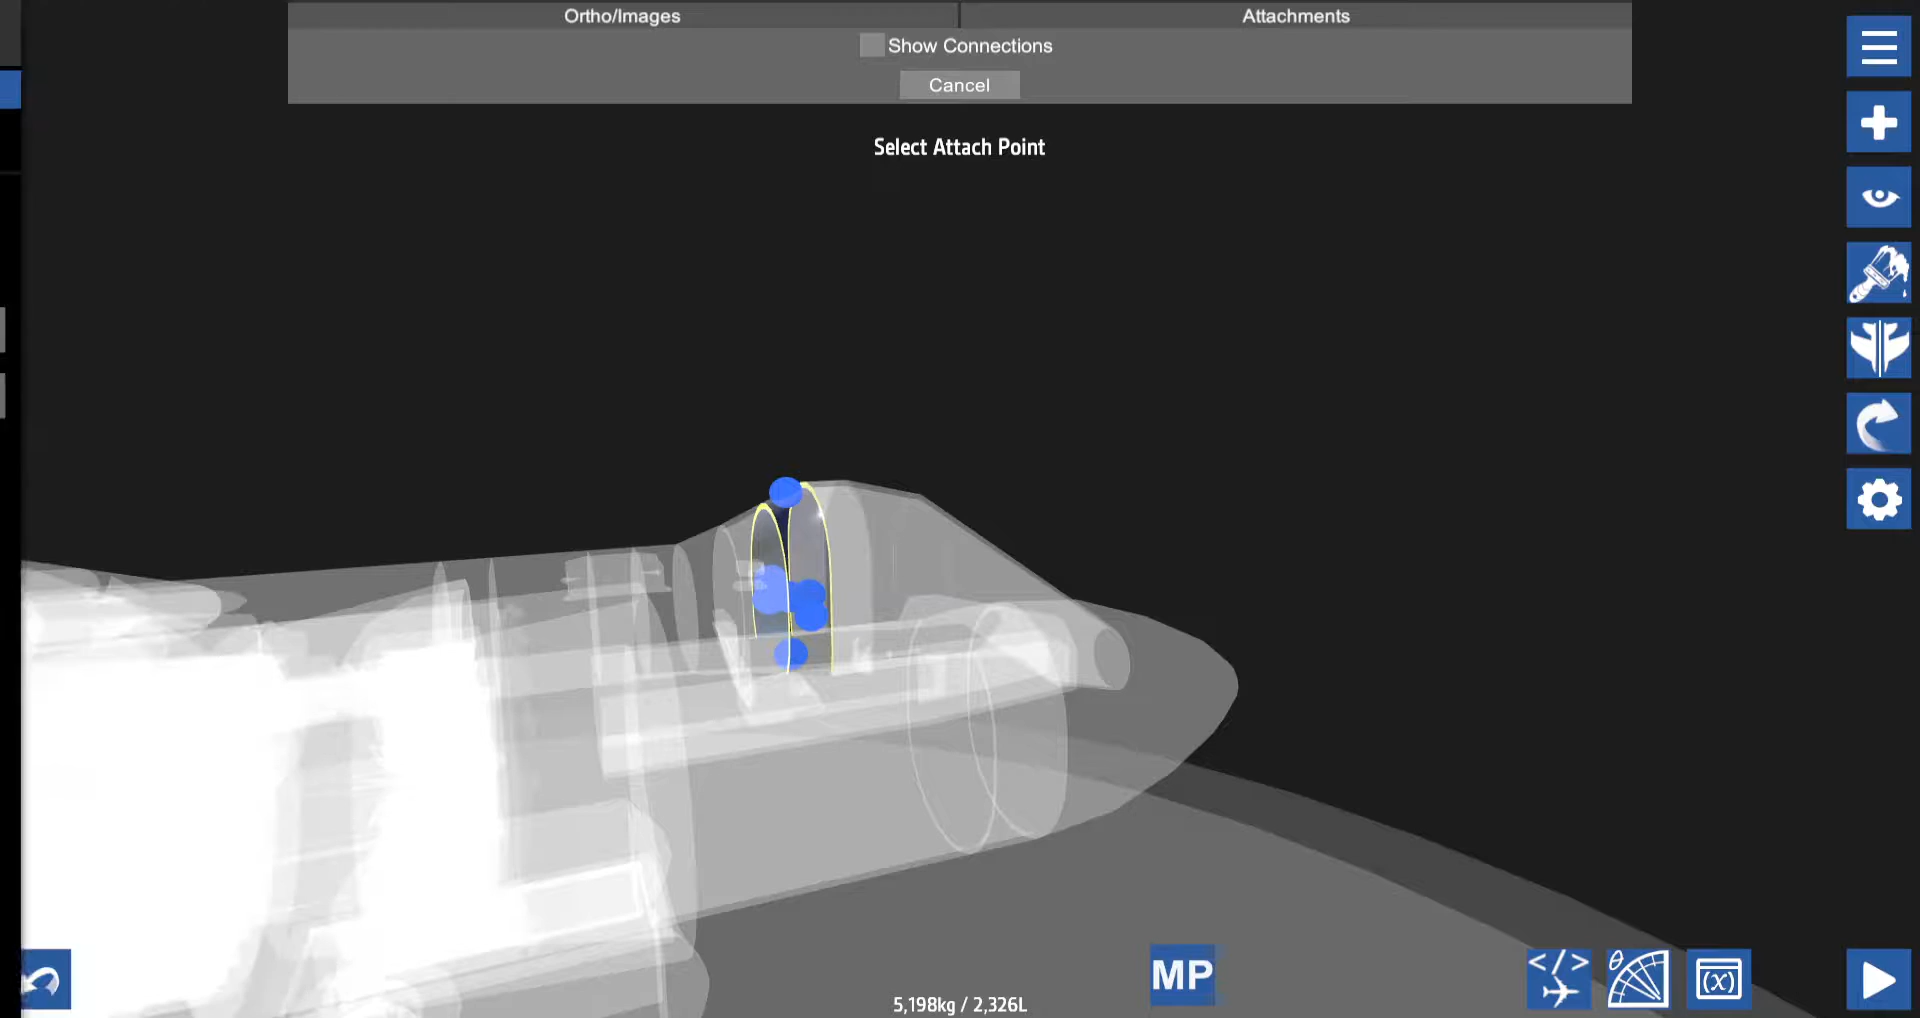 Ortho/Images
Attachments
Show Connections
Cancel
Select Attach Point
MP
</>
θ
(x)
5,198kg / 2,326L